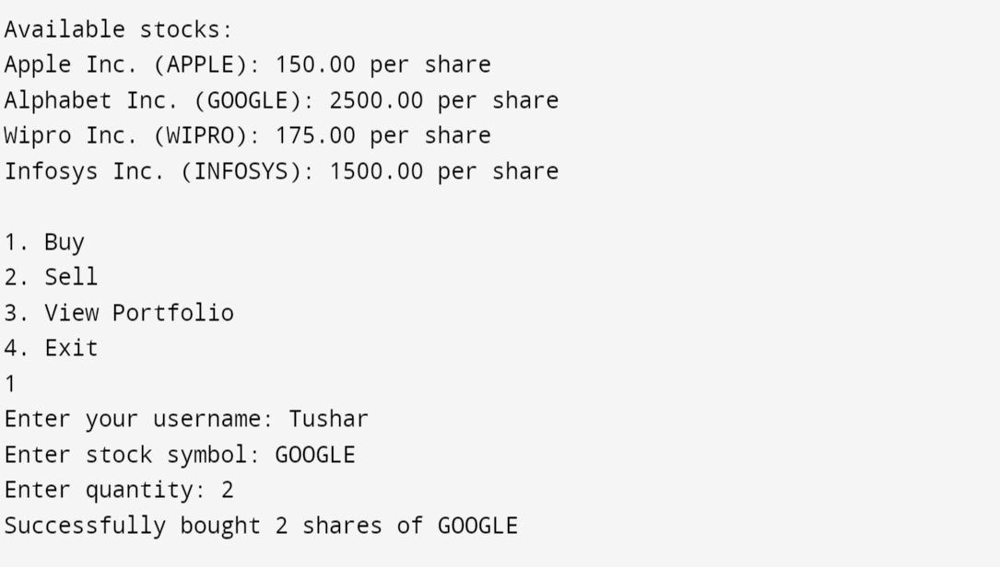 Available stocks:
Apple Inc. (APPLE): 150.00 per share
Alphabet Inc. (GOOGLE): 2500.00 per share
Wipro Inc. (WIPRO): 175.00 per share
Infosys Inc. (INFOSYS): 1500.00 per share
1. Buy
2. Sell
3. View Portfolio
4. Exit
1
Enter your username: Tushar
Enter stock symbol: GOOGLE
Enter quantity: 2
Successfully bought 2 shares of GOOGLE